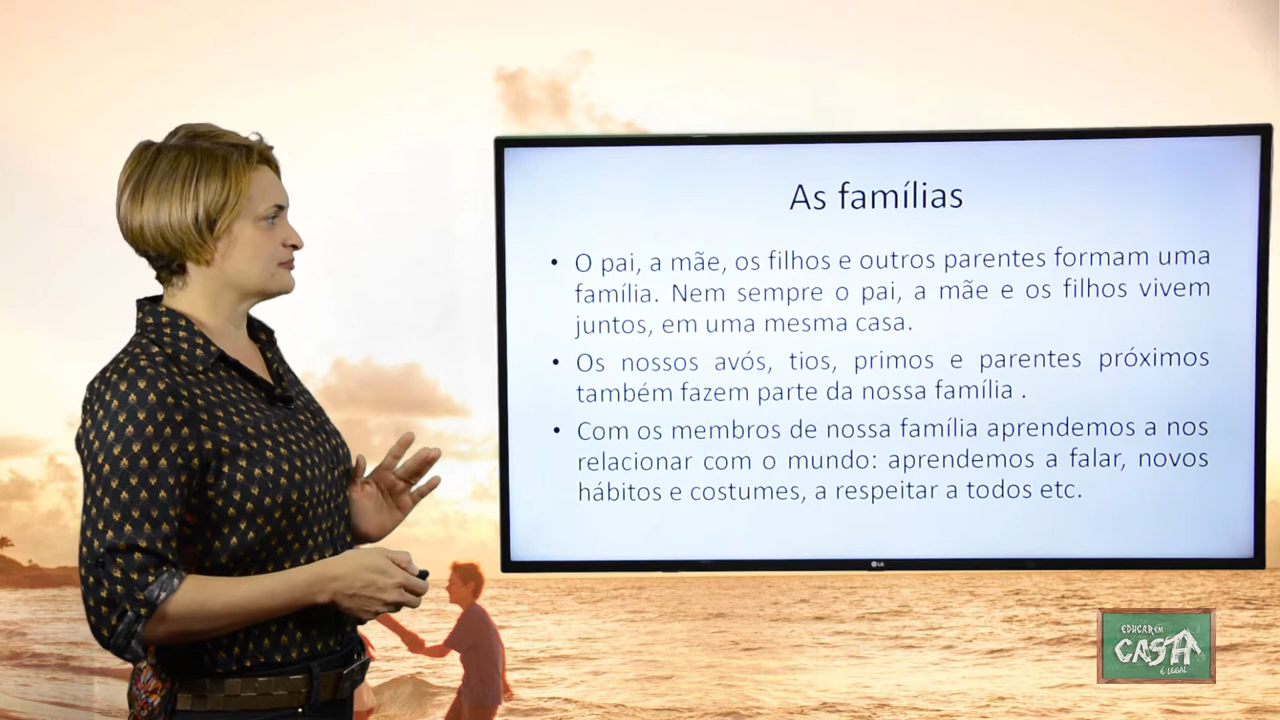 As famílias
• O pai, a mãe, os filhos e outros parentes formam uma
família. Nem sempre o pai, a mãe e os filhos vivem
juntos, em uma mesma casa.
• Os nossos avós, tios, primos e parentes próximos
também fazem parte da nossa família .
• Com os membros de nossa família aprendemos a nos
relacionar com o mundo: aprendemos a falar, novos
hábitos e costumes, a respeitar a todos etc.
LG
EDUCAR EM
CASA
É LEGAL